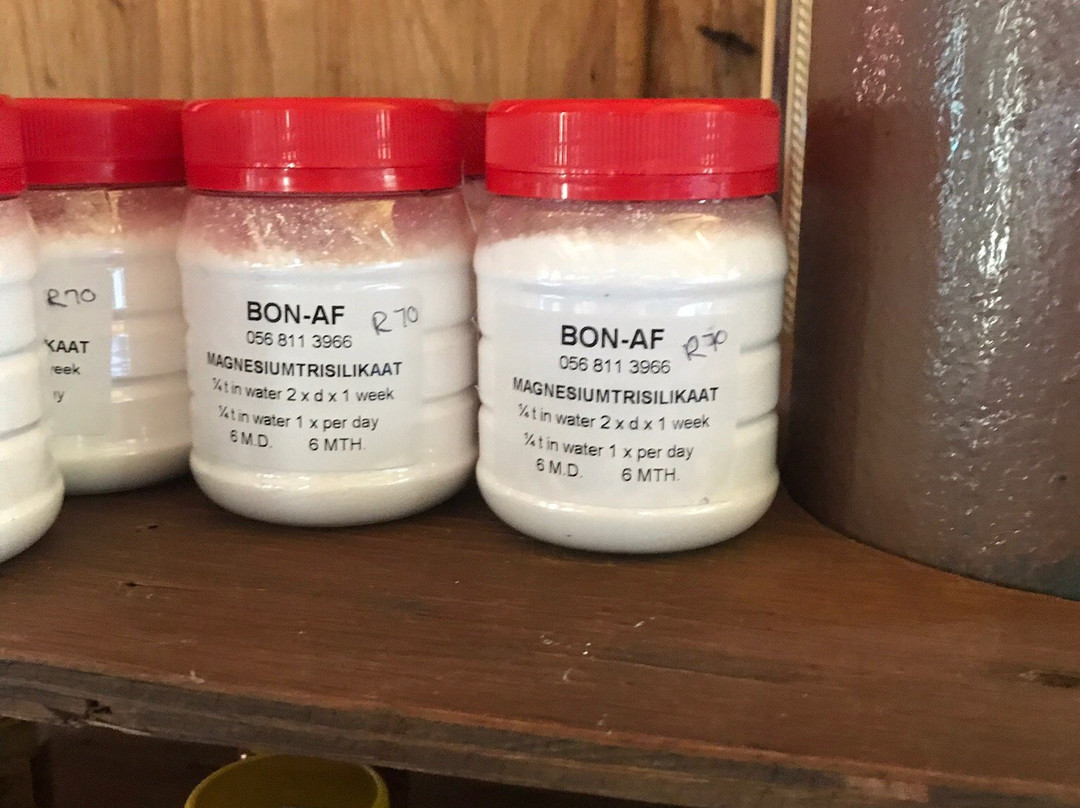 R70
KAAT
eek
BON-AF R70
056 811 3966
MAGNESIUMTRISILIKAAT
¼ t in water 2 x d x 1 week
¼ t in water 1 x per day
6 M.D. 6 MTH.
BON-AF
056 811 3966 R70
MAGNESIUMTRISILIKAAT
¼ t in water 2 x d x 1 week
¼ t in water 1 x per day
6 M.D. 6 MTH.